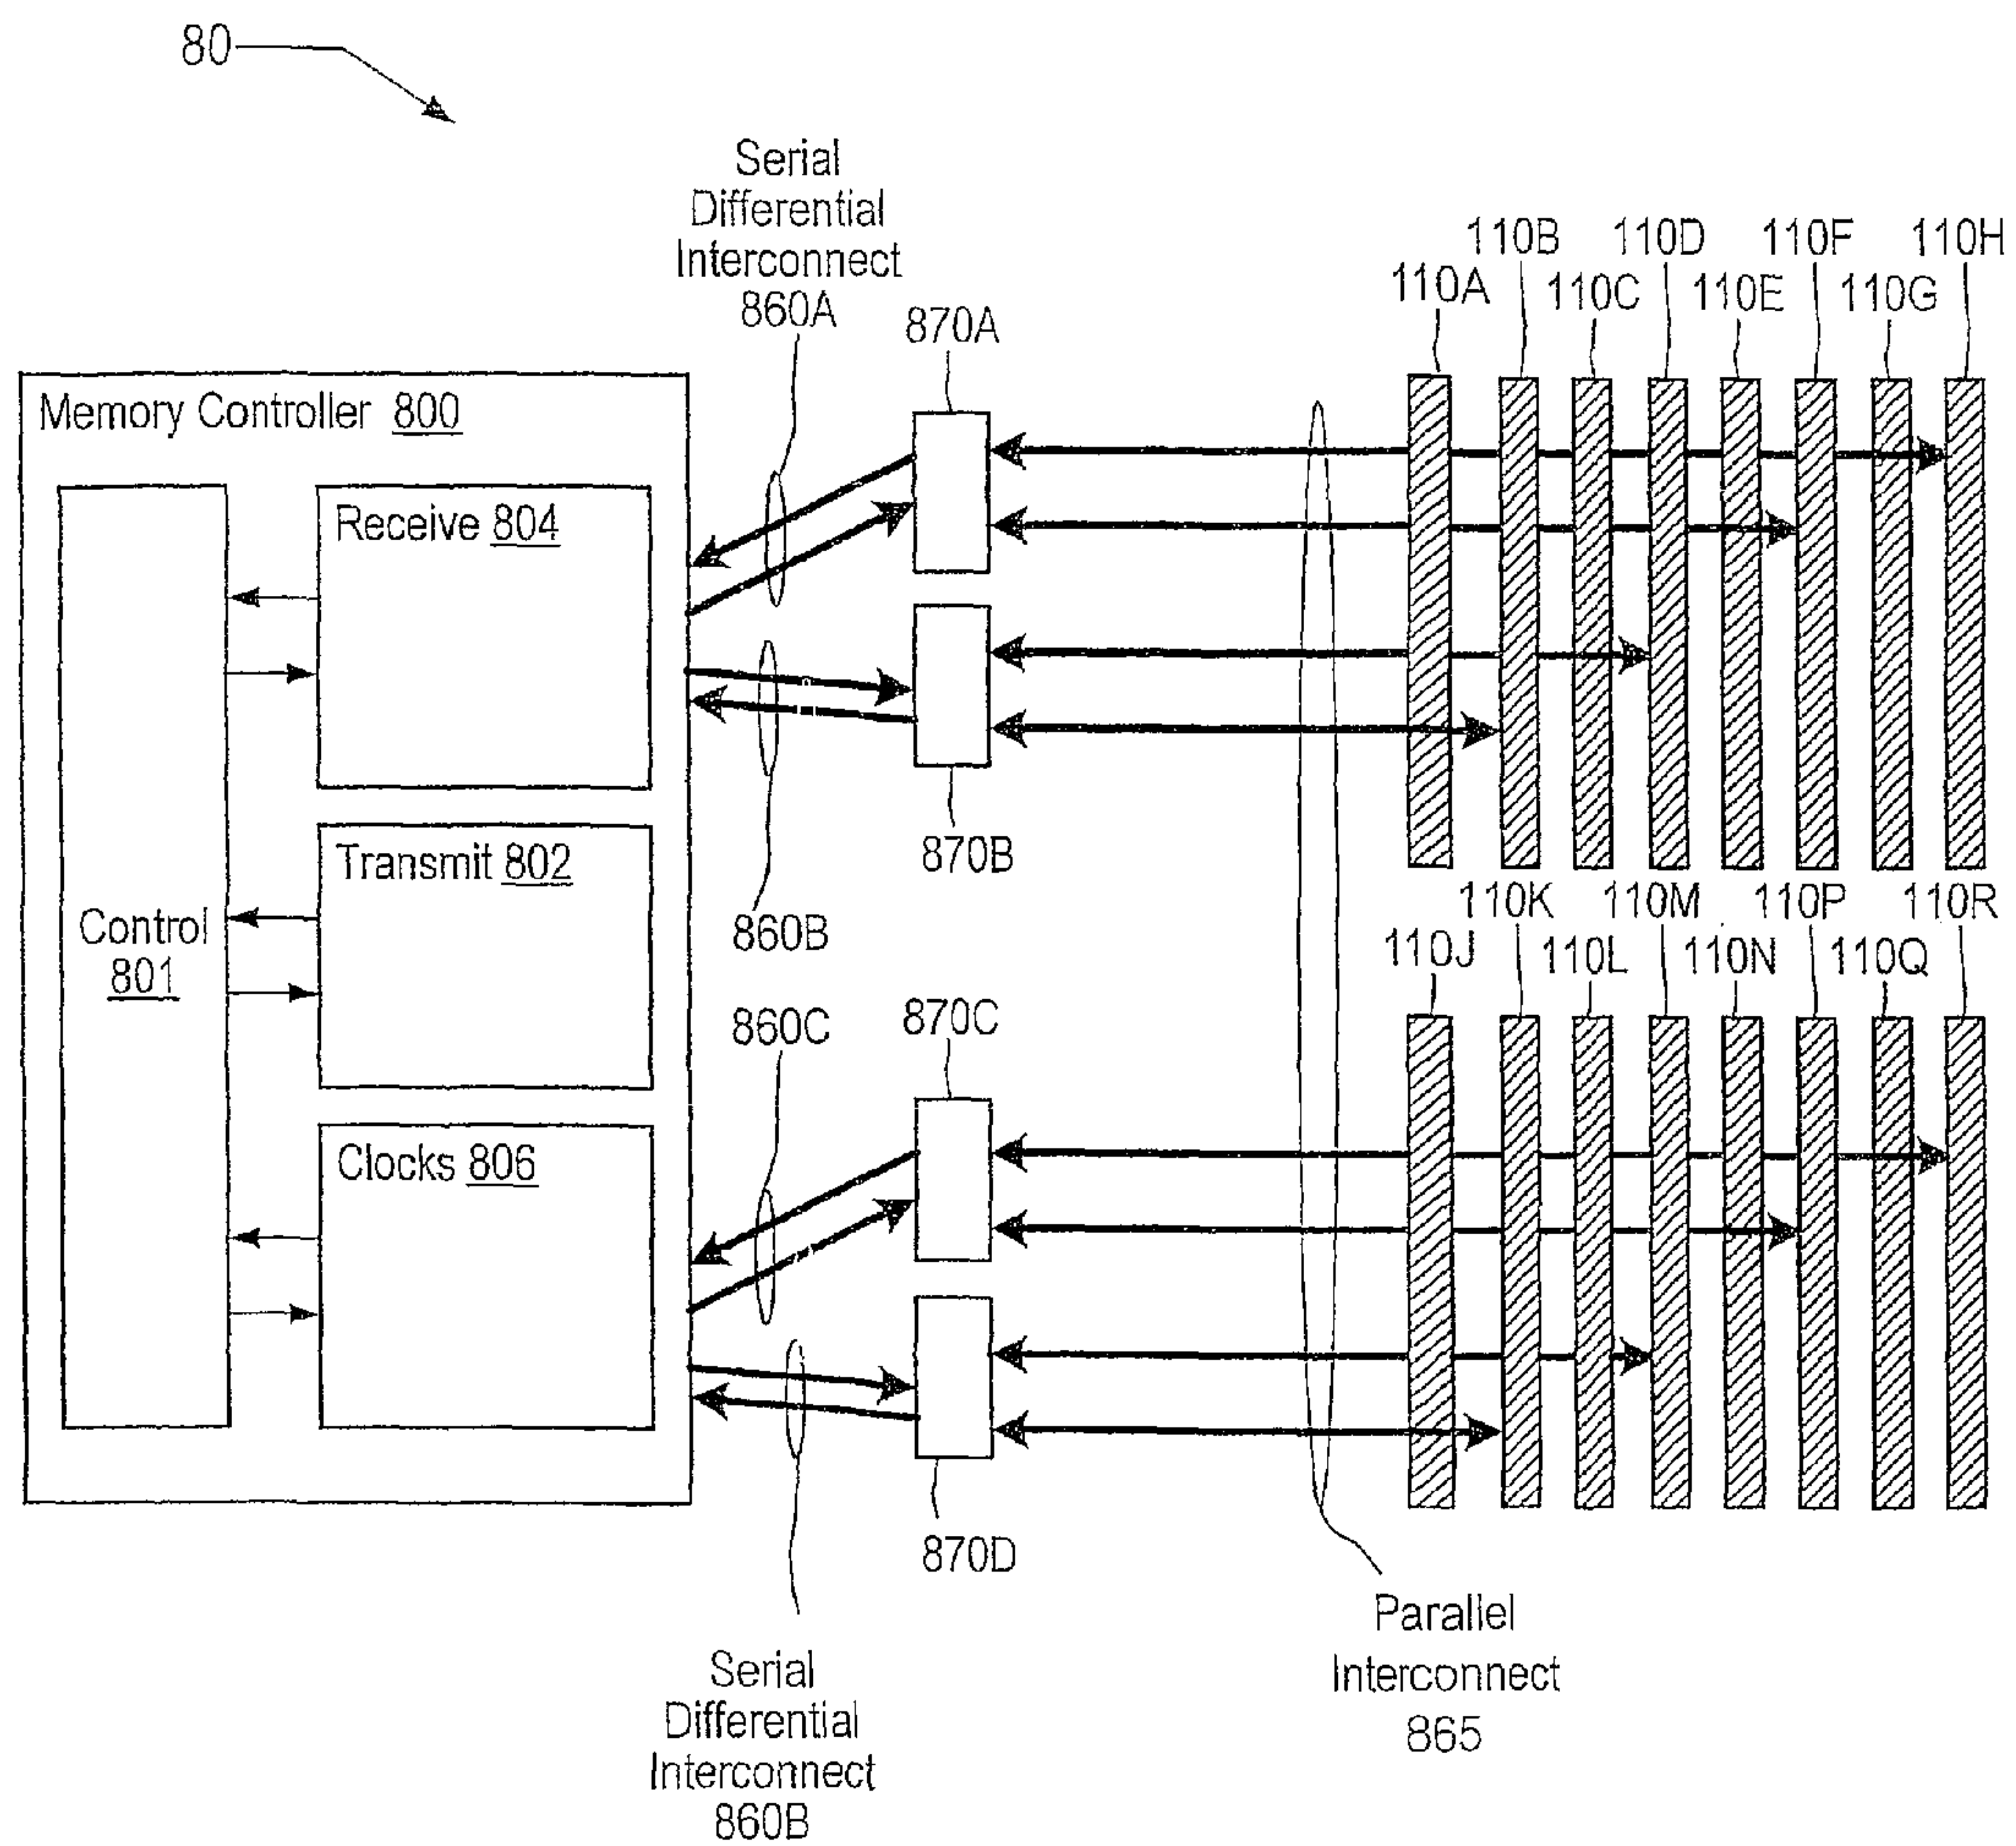 80
Serial
Differential
Interconnect
860A
870A
110B 110D 110F 110H
110A 110C 110E 110G
Memory Controller 800
Receive 804
870B
Transmit 802
860B
110K 110M 110P 110R
110J 110L 110N 110Q
Control
801
860C
870C
Clocks 806
870D
Parallel
Interconnect
865
Serial
Differential
Interconnect
860B